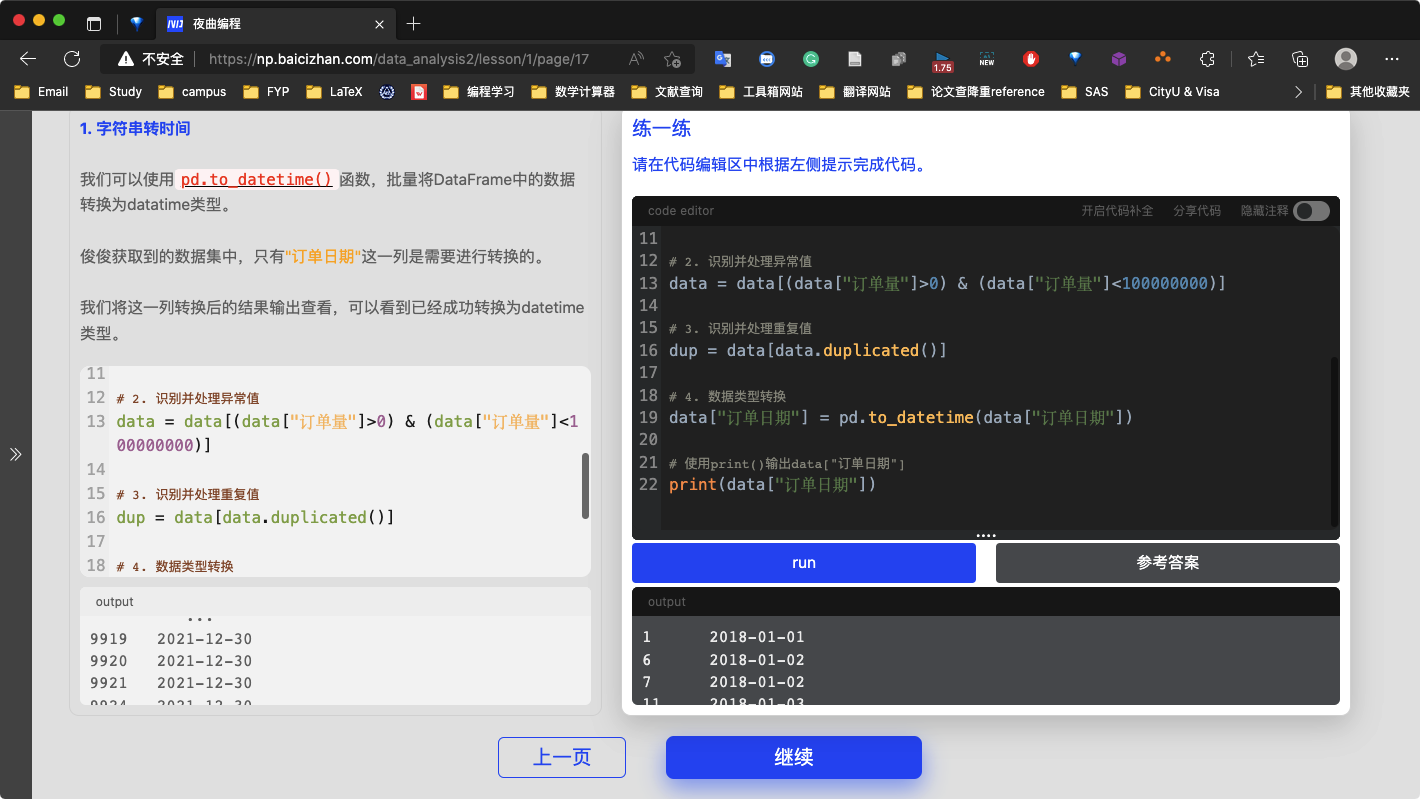 夜曲编程
不安全
https://np.baicizhan.com/data_analysis2/lesson/1/page/17
1.75
NEW
Email Study campus FYP LaTeX 编程学习 数学计算器 文献查询 工具箱网站 翻译网站 论文查降重reference SAS CityU & Visa 其他收藏夹
1. 字符串转时间
我们可以使用 pd.to_datetime() 函数，批量将DataFrame中的数据
转换为datatime类型。
俊俊获取到的数据集中，只有"订单日期"这一列是需要进行转换的。
我们将这一列转换后的结果输出查看，可以看到已经成功转换为datetime
类型。
11
12 # 2. 识别并处理异常值
13 data = data[(data["订单量"]>0) & (data["订单量"]<1
00000000)]
14
15 # 3. 识别并处理重复值
16 dup = data[data.duplicated()]
17
18 # 4. 数据类型转换
output
...
9919 2021-12-30
9920 2021-12-30
9921 2021-12-30
9924 2021-12-30
练一练
请在代码编辑区中根据左侧提示完成代码。
code editor 开启代码补全 分享代码 隐藏注释
11
12 # 2. 识别并处理异常值
13 data = data[(data["订单量"]>0) & (data["订单量"]<100000000)]
14
15 # 3. 识别并处理重复值
16 dup = data[data.duplicated()]
17
18 # 4. 数据类型转换
19 data["订单日期"] = pd.to_datetime(data["订单日期"])
20
21 # 使用print()输出data["订单日期"]
22 print(data["订单日期"])
run 参考答案
output
1 2018-01-01
6 2018-01-02
7 2018-01-02
11 2018-01-03
上一页 继续